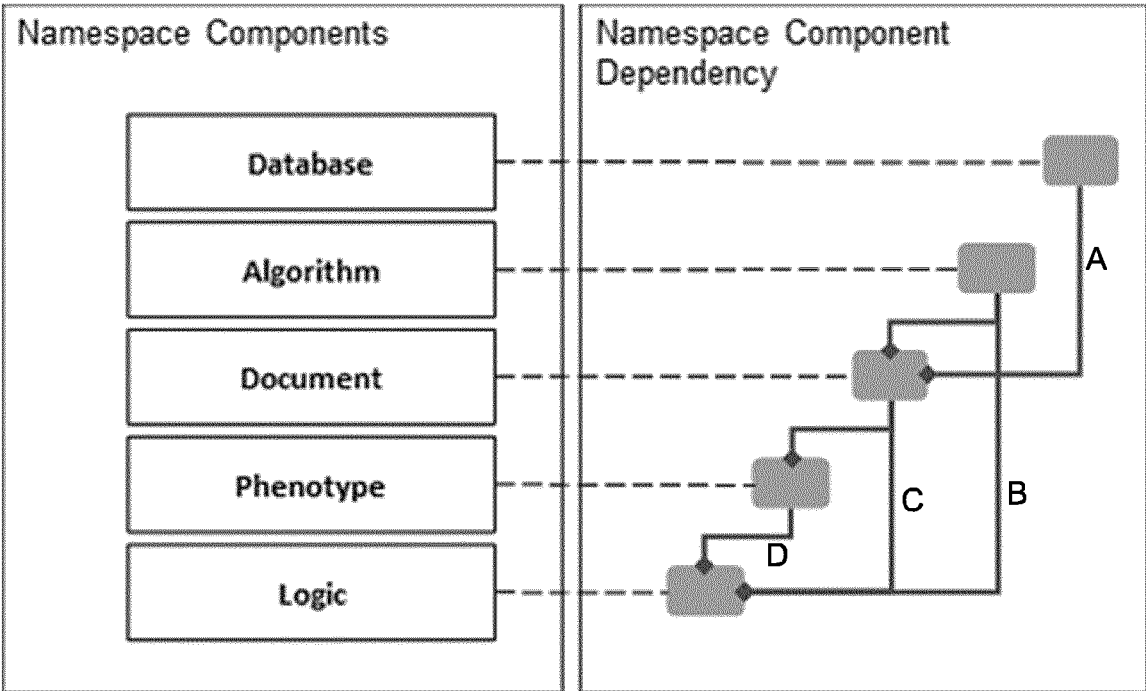 Namespace Components
Namespace Component
Dependency
Database
Algorithm
Document
Phenotype
Logic
A
B
C
D